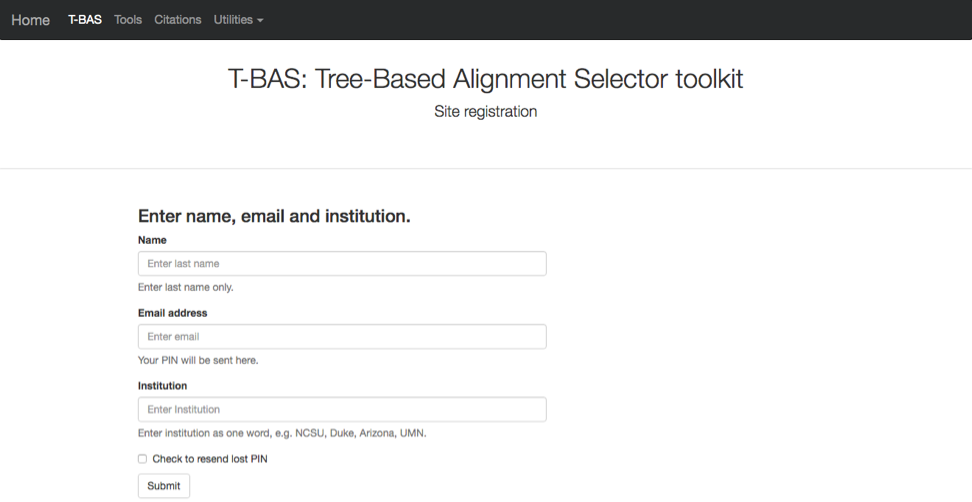 Home T-BAS Tools Citations Utilities
T-BAS: Tree-Based Alignment Selector toolkit
Site registration
Enter name, email and institution.
Name
Enter last name
Enter last name only.
Email address
Enter email
Your PIN will be sent here.
Institution
Enter Institution
Enter institution as one word, e.g. NCSU, Duke, Arizona, UMN.
Check to resend lost PIN
Submit